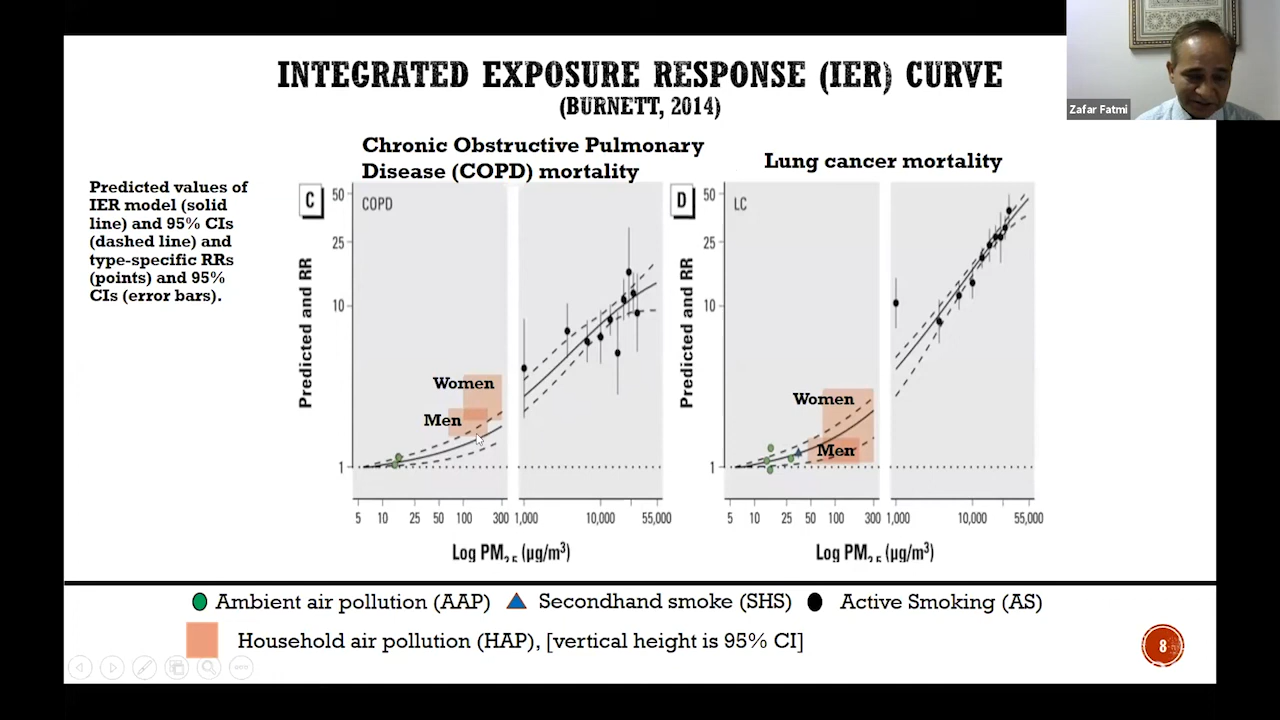 INTEGRATED EXPOSURE RESPONSE (IER) CURVE
(BURNETT, 2014)
Zafar Fatmi
Chronic Obstructive Pulmonary
Disease (COPD) mortality
Lung cancer mortality
Predicted values of
IER model (solid
line) and 95% CIs
(dashed line) and
type-specific RRs
(points) and 95%
CIs (error bars).
C
COPD
50
25
10
1
Predicted and RR
Women
Men
5 10 25 50 100 300 1,000 10,000 55,000
Log PM2.5 (µg/m³)
D
LC
50
25
10
1
Predicted and RR
Women
Men
5 10 25 50 100 300 1,000 10,000 55,000
Log PM2.5 (µg/m³)
Ambient air pollution (AAP) Secondhand smoke (SHS) Active Smoking (AS)
Household air pollution (HAP), [vertical height is 95% CI]
8